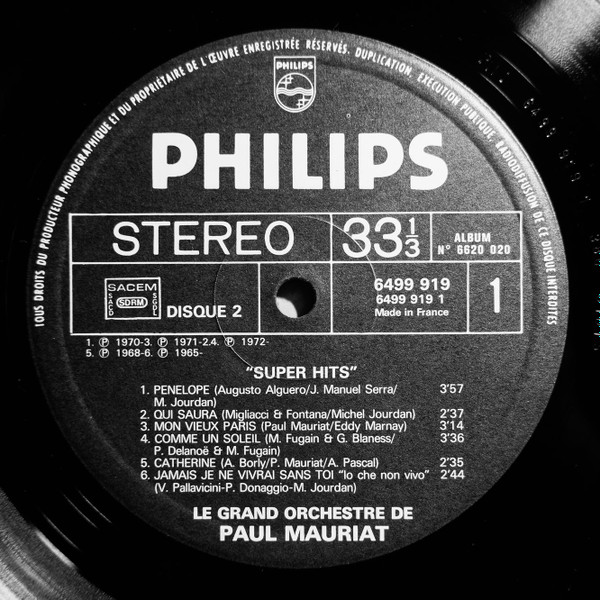 TOUS DROITS DU PRODUCTEUR PHONOGRAPHIQUE ET DU PROPRIÉTAIRE DE L'ŒUVRE ENREGISTRÉE RÉSERVÉS. DUPLICATION, EXECUTION PUBLIQUE, RADIODIFFUSION DE CE DISQUE INTERDITES
PHILIPS
PHILIPS
STEREO
33 1/3
ALBUM
N° 6620 020
SACEM
SACD
SDRM
SGDL
DISQUE 2
6499 919
6499 919 1
Made in France
1
1. ℗ 1970-3. ℗ 1971-2.4. ℗ 1972-
5. ℗ 1968-6. ℗ 1965-
"SUPER HITS"
1. PENELOPE (Augusto Alguero/J. Manuel Serra/ 3'57
M. Jourdan)
2. QUI SAURA (Migliacci & Fontana/Michel Jourdan) 2'37
3. MON VIEUX PARIS (Paul Mauriat/Eddy Marnay) 3'14
4. COMME UN SOLEIL (M. Fugain & G. Blaness/ 3'36
P. Delanoë & M. Fugain)
5. CATHERINE (A. Borly/P. Mauriat/A. Pascal) 2'35
6. JAMAIS JE NE VIVRAI SANS TOI "Io che non vivo" 2'44
(V. Pallavicini-P. Donaggio-M. Jourdan)
LE GRAND ORCHESTRE DE
PAUL MAURIAT